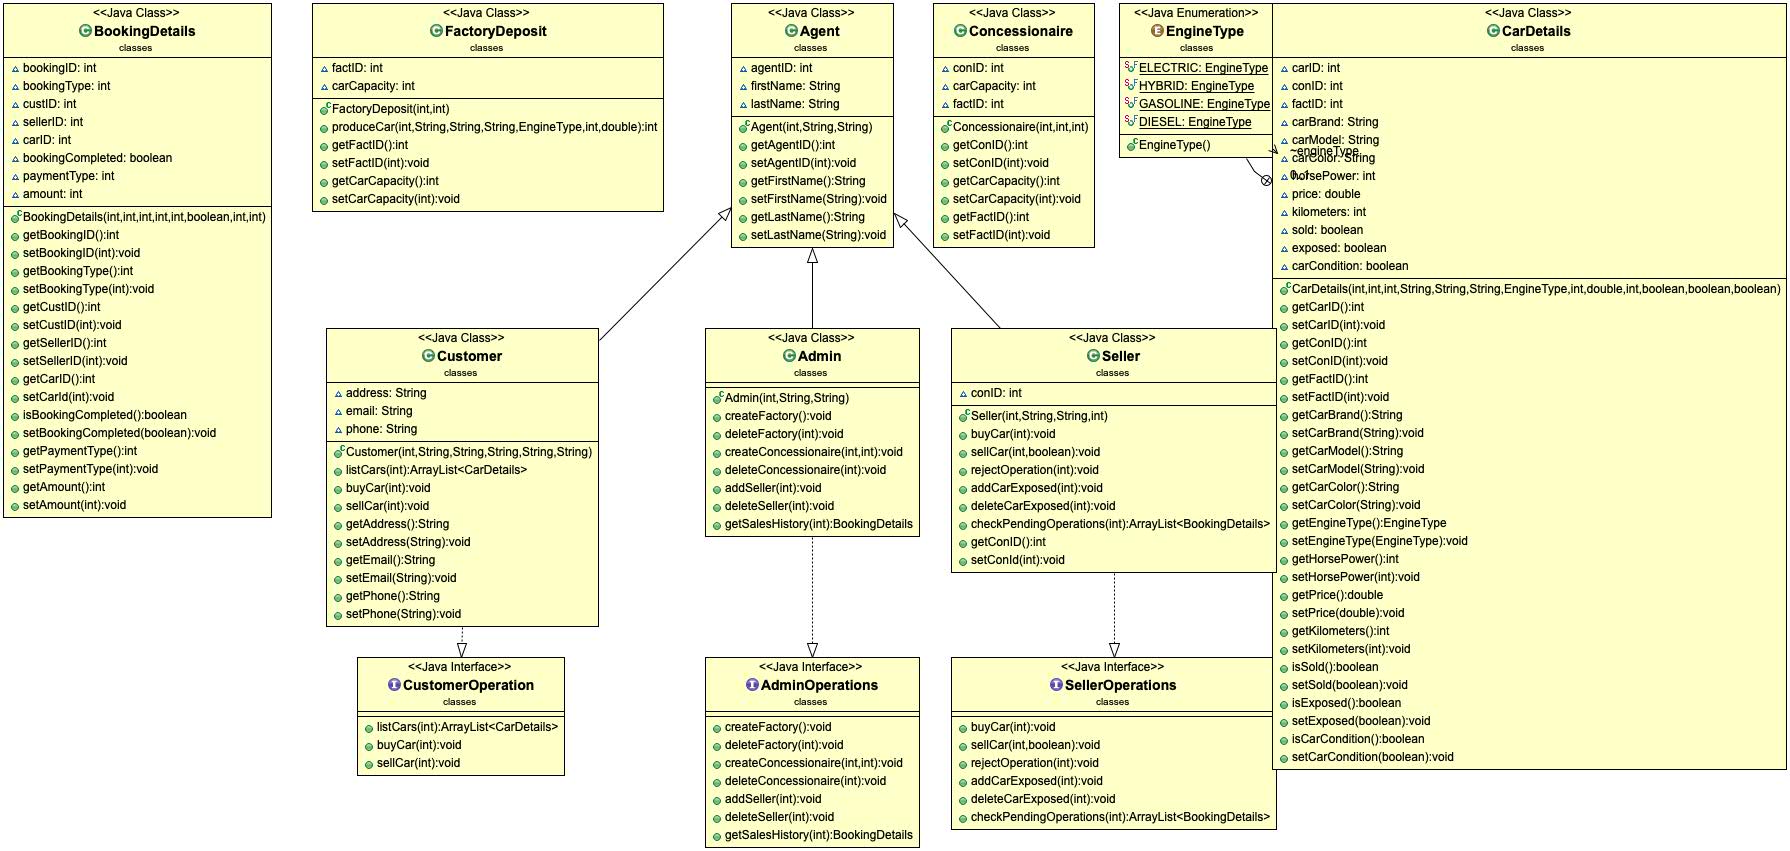 <<Java Class>>
BookingDetails
classes
bookingID: int
bookingType: int
custID: int
sellerID: int
carID: int
bookingCompleted: boolean
paymentType: int
amount: int
BookingDetails(int,int,int,int,int,boolean,int,int)
getBookingID():int
setBookingID(int):void
getBookingType():int
setBookingType(int):void
getCustID():int
setCustID(int):void
getSellerID():int
setSellerID(int):void
getCarID():int
setCarId(int):void
isBookingCompleted():boolean
setBookingCompleted(boolean):void
getPaymentType():int
setPaymentType(int):void
getAmount():int
setAmount(int):void
<<Java Class>>
FactoryDeposit
classes
factID: int
carCapacity: int
FactoryDeposit(int,int)
produceCar(int,String,String,String,EngineType,int,double):int
getFactID():int
setFactID(int):void
getCarCapacity():int
setCarCapacity(int):void
<<Java Class>>
Agent
classes
agentID: int
firstName: String
lastName: String
Agent(int,String,String)
getAgentID():int
setAgentID(int):void
getFirstName():String
setFirstName(String):void
getLastName():String
setLastName(String):void
<<Java Class>>
Concessionaire
classes
conID: int
carCapacity: int
factID: int
Concessionaire(int,int,int)
getConID():int
setConID(int):void
getCarCapacity():int
setCarCapacity(int):void
getFactID():int
setFactID(int):void
<<Java Enumeration>>
EngineType
classes
ELECTRIC: EngineType
HYBRID: EngineType
GASOLINE: EngineType
DIESEL: EngineType
EngineType()
<<Java Class>>
CarDetails
classes
carID: int
conID: int
factID: int
carBrand: String
carModel: String
~engineType
carColor: String
0..1
horsePower: int
price: double
kilometers: int
sold: boolean
exposed: boolean
carCondition: boolean
CarDetails(int,int,int,String,String,String,EngineType,int,double,int,boolean,boolean,boolean)
getCarID():int
setCarID(int):void
getConID():int
setConID(int):void
getFactID():int
setFactID(int):void
getCarBrand():String
setCarBrand(String):void
getCarModel():String
setCarModel(String):void
getCarColor():String
setCarColor(String):void
getEngineType():EngineType
setEngineType(EngineType):void
getHorsePower():int
setHorsePower(int):void
getPrice():double
setPrice(double):void
getKilometers():int
setKilometers(int):void
isSold():boolean
setSold(boolean):void
isExposed():boolean
setExposed(boolean):void
isCarCondition():boolean
setCarCondition(boolean):void
<<Java Class>>
Customer
classes
address: String
email: String
phone: String
Customer(int,String,String,String,String,String)
listCars(int):ArrayList<CarDetails>
buyCar(int):void
sellCar(int):void
getAddress():String
setAddress(String):void
getEmail():String
setEmail(String):void
getPhone():String
setPhone(String):void
<<Java Class>>
Admin
classes
Admin(int,String,String)
createFactory():void
deleteFactory(int):void
createConcessionaire(int,int):void
deleteConcessionaire(int):void
addSeller(int):void
deleteSeller(int):void
getSalesHistory(int):BookingDetails
<<Java Class>>
Seller
classes
conID: int
Seller(int,String,String,int)
buyCar(int):void
sellCar(int,boolean):void
rejectOperation(int):void
addCarExposed(int):void
deleteCarExposed(int):void
checkPendingOperations(int):ArrayList<BookingDetails>
getConID():int
setConId(int):void
<<Java Interface>>
CustomerOperation
classes
listCars(int):ArrayList<CarDetails>
buyCar(int):void
sellCar(int):void
<<Java Interface>>
AdminOperations
classes
createFactory():void
deleteFactory(int):void
createConcessionaire(int,int):void
deleteConcessionaire(int):void
addSeller(int):void
deleteSeller(int):void
getSalesHistory(int):BookingDetails
<<Java Interface>>
SellerOperations
classes
buyCar(int):void
sellCar(int,boolean):void
rejectOperation(int):void
addCarExposed(int):void
deleteCarExposed(int):void
checkPendingOperations(int):ArrayList<BookingDetails>